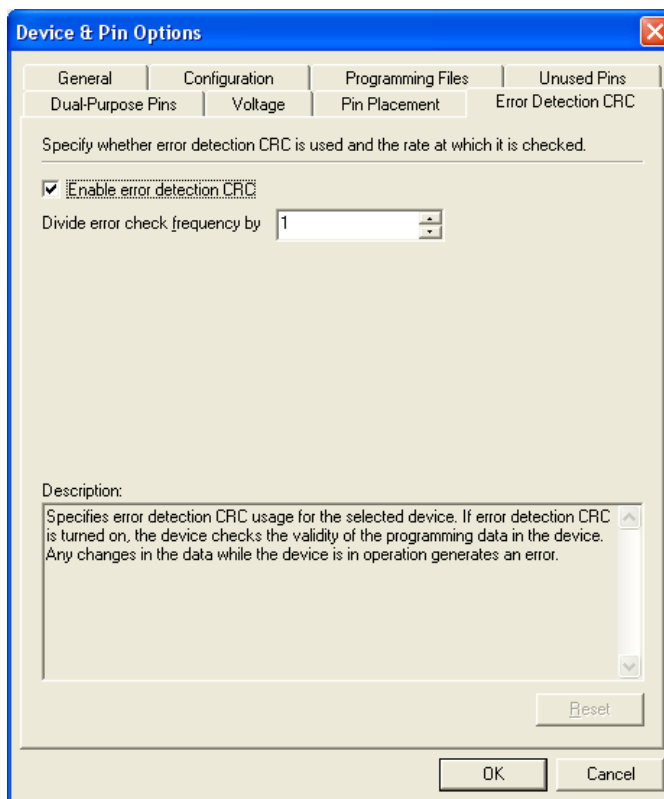 Device & Pin Options
General
Configuration
Programming Files
Unused Pins
Dual-Purpose Pins
Voltage
Pin Placement
Error Detection CRC
Specify whether error detection CRC is used and the rate at which it is checked.
Enable error detection CRC
Divide error check frequency by 1
Description:
Specifies error detection CRC usage for the selected device. If error detection CRC
is turned on, the device checks the validity of the programming data in the device.
Any changes in the data while the device is in operation generates an error.
Reset
OK
Cancel